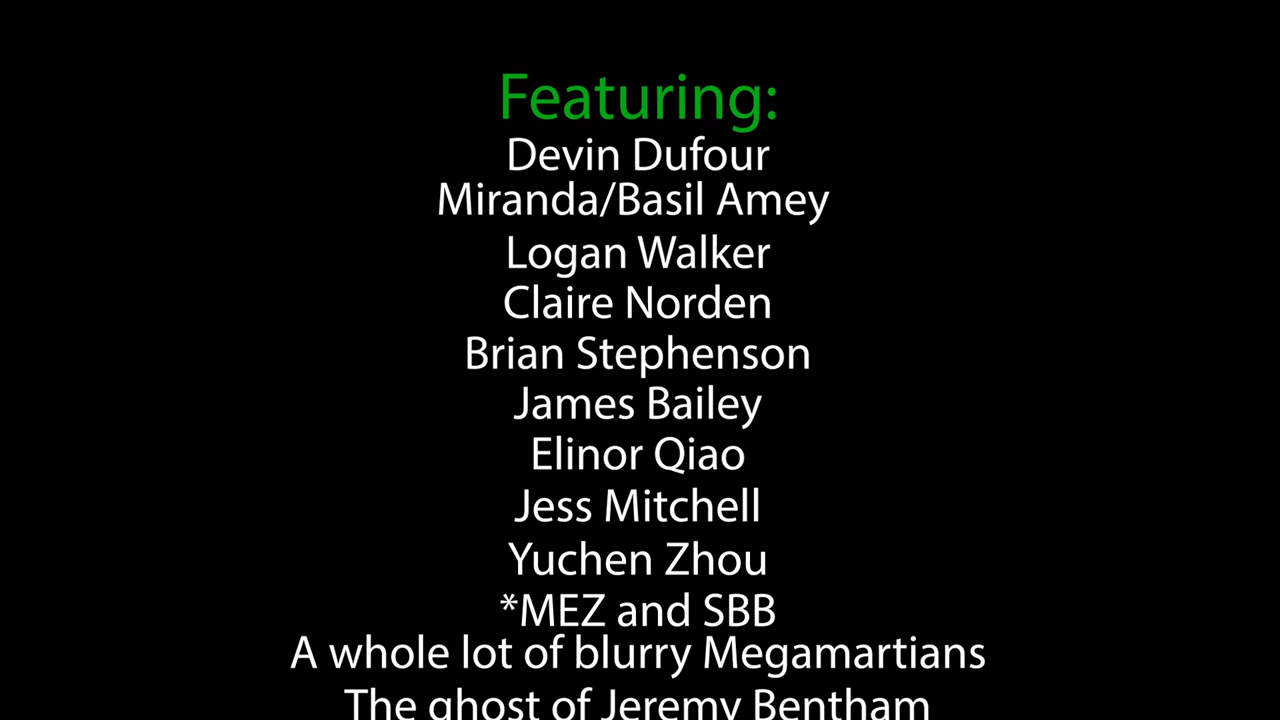 Featuring:
Devin Dufour
Miranda/Basil Amey
Logan Walker
Claire Norden
Brian Stephenson
James Bailey
Elinor Qiao
Jess Mitchell
Yuchen Zhou
*MEZ and SBB
A whole lot of blurry Megamartians
The ghost of Jeremy Bentham